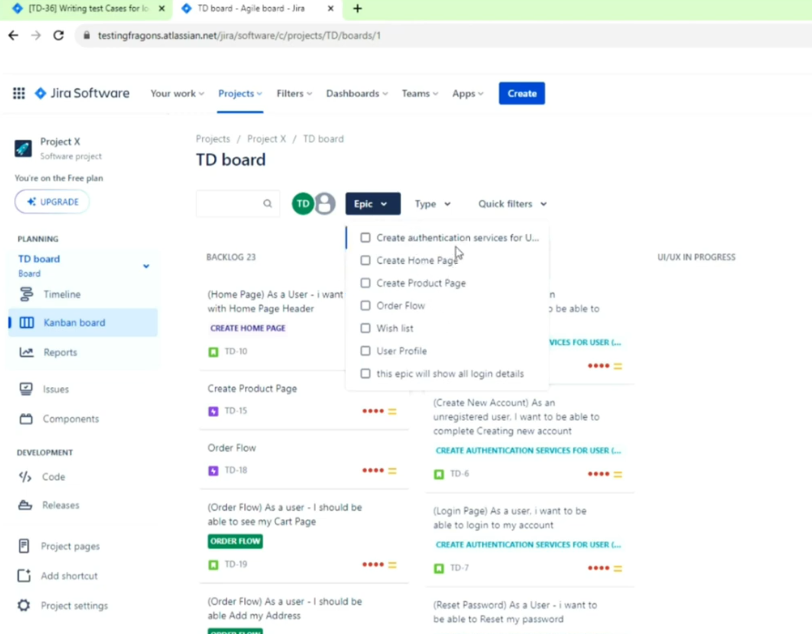 [TD-36] Writing test Cases for lo
TD board - Agile board - Jira
testingfragons.atlassian.net/jira/software/c/projects/TD/boards/1
Jira Software
Your work
Projects
Filters
Dashboards
Teams
Apps
Create
Project X
Software project
You're on the Free plan
UPGRADE
PLANNING
TD board
Board
Timeline
Kanban board
Reports
Issues
Components
DEVELOPMENT
Code
Releases
Project pages
Add shortcut
Project settings
Projects / Project X / TD board
TD board
TD
Epic
Type
Quick filters
Create authentication services for U...
Create Home Page
Create Product Page
Order Flow
Wish list
User Profile
this epic will show all login details
BACKLOG 23
(Home Page) As a User - i want
with Home Page Header
CREATE HOME PAGE
TD-10
Create Product Page
TD-15
Order Flow
TD-18
(Order Flow) As a user - I should be
able to see my Cart Page
ORDER FLOW
TD-19
(Order Flow) As a user - I should be
able Add my Address
ORDER FLOW
n
o be able to
VICES FOR USER (...
(Create New Account) As an
unregistered user. I want to be able to
complete Creating new account
CREATE AUTHENTICATION SERVICES FOR USER (...
TD-6
(Login Page) As a user. i want to be
able to login to my account
CREATE AUTHENTICATION SERVICES FOR USER (...
TD-7
(Reset Password) As a User - i want to
be able to Reset my password
UI/UX IN PROGRESS